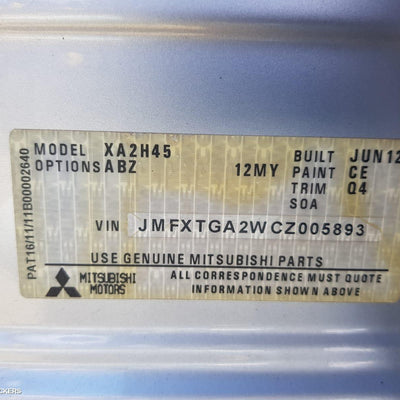 MODEL XA2H45 BUILT JUN12
OPTIONS ABZ 12MY PAINT CE
TRIM Q4
SOA
VIN JMFXTGA2WCZ005893
USE GENUINE MITSUBISHI PARTS
MITSUBISHI MOTORS
ALL CORRESPONDENCE MUST QUOTE
INFORMATION SHOWN ABOVE
PAT16/11/11B00002640